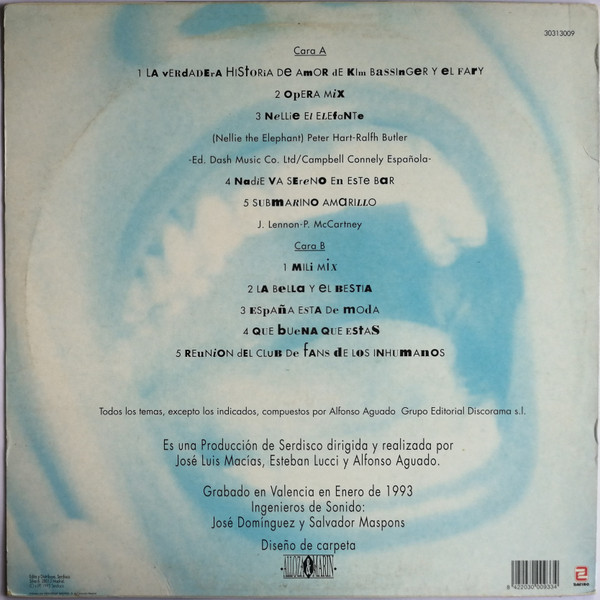 30313009
Cara A
1 LA vERdADErA HIStORiA De AmOR dE KIm BassInGeR Y eL FArY
2 OpERA MiX
3 NeLLiE El ELEfaNTe
(Nellie the Elephant) Peter Hart-Ralfh Butler
-Ed. Dash Music Co. Ltd/Campbell Connely Española-
4 NadiE VA SEreNO En ESTe BaR
5 SUBmARINO AMaRILLO
J. Lennon-P. McCartney
Cara B
1 MILi MiX
2 LA BeLLa Y eL BESTIA
3 ESpAña ESTA De moDA
4 QUE bUeNA QUE EStAS
5 REuNiON dEL CLUB De fANS de LOS INHUmaNOS
Todos los temas, excepto los indicados, compuestos por Alfonso Aguado Grupo Editorial Discorama s.l.
Es una Producción de Serdisco dirigida y realizada por
José Luis Macías, Esteban Lucci y Alfonso Aguado.
Grabado en Valencia en Enero de 1993
Ingenieros de Sonido:
José Domínguez y Salvador Maspons
Diseño de carpeta
8 422030 009334